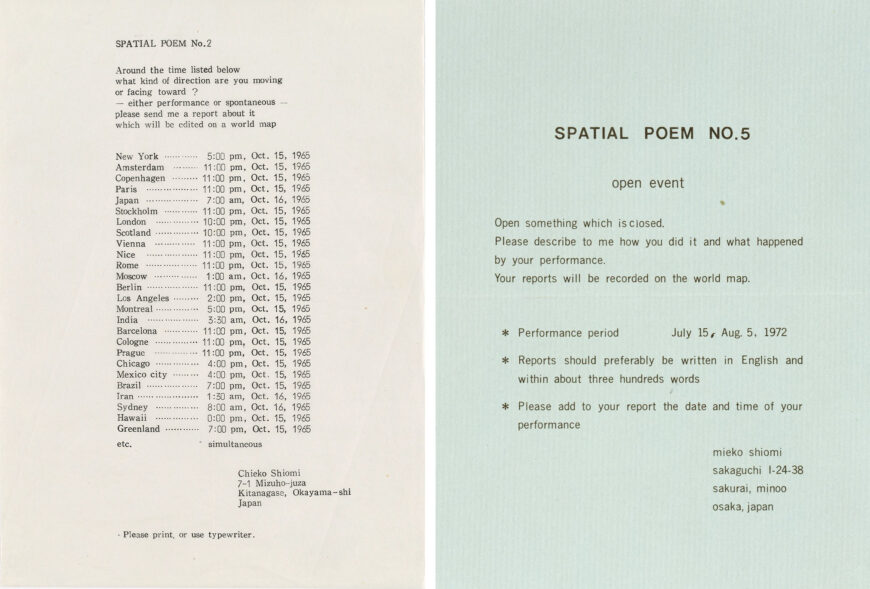 SPATIAL POEM No.2
Around the time listed below
what kind of direction are you moving
or facing toward ?
— either performance or spontaneous —
please send me a report about it
which will be edited on a world map
New York ············ 5:00 pm, Oct. 15, 1965
Amsterdam ········· 11:00 pm, Oct. 15, 1965
Copenhagen ········ 11:00 pm, Oct. 15, 1965
Paris ·················· 11:00 pm, Oct. 15, 1965
Japan ·················· 7:00 am, Oct. 16, 1965
Stockholm ··········· 11:00 pm, Oct. 15, 1965
London ··············· 10:00 pm, Oct. 15, 1965
Scotland ·············· 10:00 pm, Oct. 15, 1965
Vienna ················ 11:00 pm, Oct. 15, 1965
Nice ··················· 11:00 pm, Oct. 15, 1965
Rome ·················· 11:00 pm, Oct. 15, 1965
Moscow ··············· 1:00 am, Oct. 16, 1965
Berlin ················· 11:00 pm, Oct. 15, 1965
Los Angeles ········· 2:00 pm, Oct. 15, 1965
Montreal ·············· 5:00 pm, Oct. 15, 1965
India ·················· 3:30 am, Oct. 16, 1965
Barcelona ············ 11:00 pm, Oct. 15, 1965
Cologne ··············· 11:00 pm, Oct. 15, 1965
Prague ················ 11:00 pm, Oct. 15, 1965
Chicago ··············· 4:00 pm, Oct. 15, 1965
Mexico city ········· 4:00 pm, Oct. 15, 1965
Brazil ·················· 7:00 pm, Oct. 15, 1965
Iran ····················· 1:30 am, Oct. 16, 1965
Sydney ················ 8:00 am, Oct. 16, 1965
Hawaii ················ 0:00 pm, Oct. 15, 1965
Greenland ············ 7:00 pm, Oct. 15, 1965
etc. simultaneous
Chieko Shiomi
7-1 Mizuho-juza
Kitanagase, Okayama-shi
Japan
· Please print, or use typewriter.
SPATIAL POEM NO.5
open event
Open something which is closed.
Please describe to me how you did it and what happened
by your performance.
Your reports will be recorded on the world map.
* Performance period July 15, Aug. 5, 1972
* Reports should preferably be written in English and
within about three hundreds words
* Please add to your report the date and time of your
performance
mieko shiomi
sakaguchi I-24-38
sakurai, minoo
osaka, japan